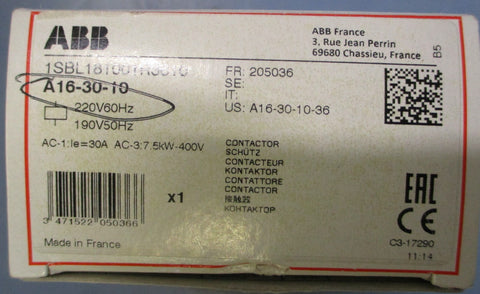 ABB
ABB France
3, Rue Jean Perrin
69680 Chassieu, France
B5
A16-30-10
220V60Hz
190V50Hz
AC-1:Ie=30A AC-3:7.5kW-400V
FR: 205036
SE:
IT:
US: A16-30-10-36
CONTACTOR
SCHÜTZ
CONTACTEUR
KONTAKTOR
CONTATTORE
CONTACTOR
接触器
КОНТАКТОР
x1
3 471522 050366
Made in France
EAC
CE
C3-17290
11:14